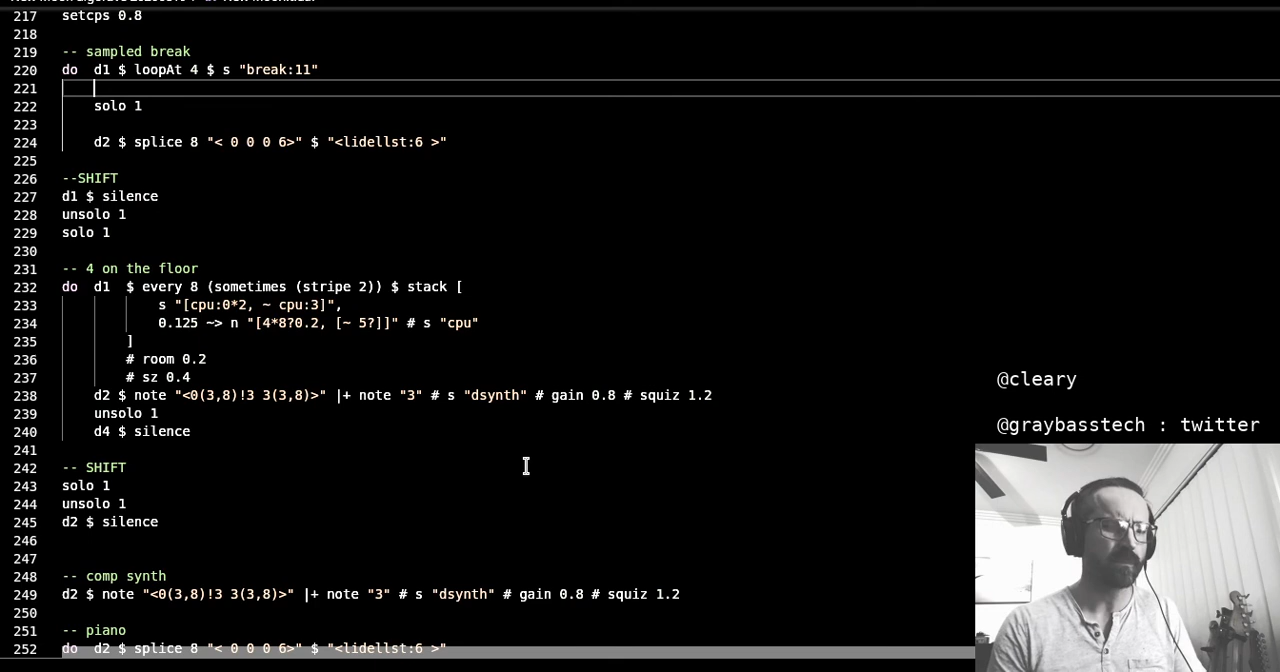 217 setcps 0.8
218
219 -- sampled break
220 do d1 $ loopAt 4 $ s "break:11"
221
222 solo 1
223
224 d2 $ splice 8 "< 0 0 0 6>" $ "<lidellst:6 >"
225
226 --SHIFT
227 d1 $ silence
228 unsolo 1
229 solo 1
230
231 -- 4 on the floor
232 do d1 $ every 8 (sometimes (stripe 2)) $ stack [
233 s "[cpu:0*2, ~ cpu:3]",
234 0.125 ~> n "[4*8?0.2, [~ 5?]]" # s "cpu"
235 ]
236 # room 0.2
237 # sz 0.4
238 d2 $ note "<0(3,8)!3 3(3,8)>" |+ note "3" # s "dsynth" # gain 0.8 # squiz 1.2
239 unsolo 1
240 d4 $ silence
241
242 -- SHIFT
243 solo 1
244 unsolo 1
245 d2 $ silence
246
247
248 -- comp synth
249 d2 $ note "<0(3,8)!3 3(3,8)>" |+ note "3" # s "dsynth" # gain 0.8 # squiz 1.2
250
251 -- piano
252 do d2 $ splice 8 "< 0 0 0 6>" $ "<lidellst:6 >"
@cleary
@graybasstech : twitter